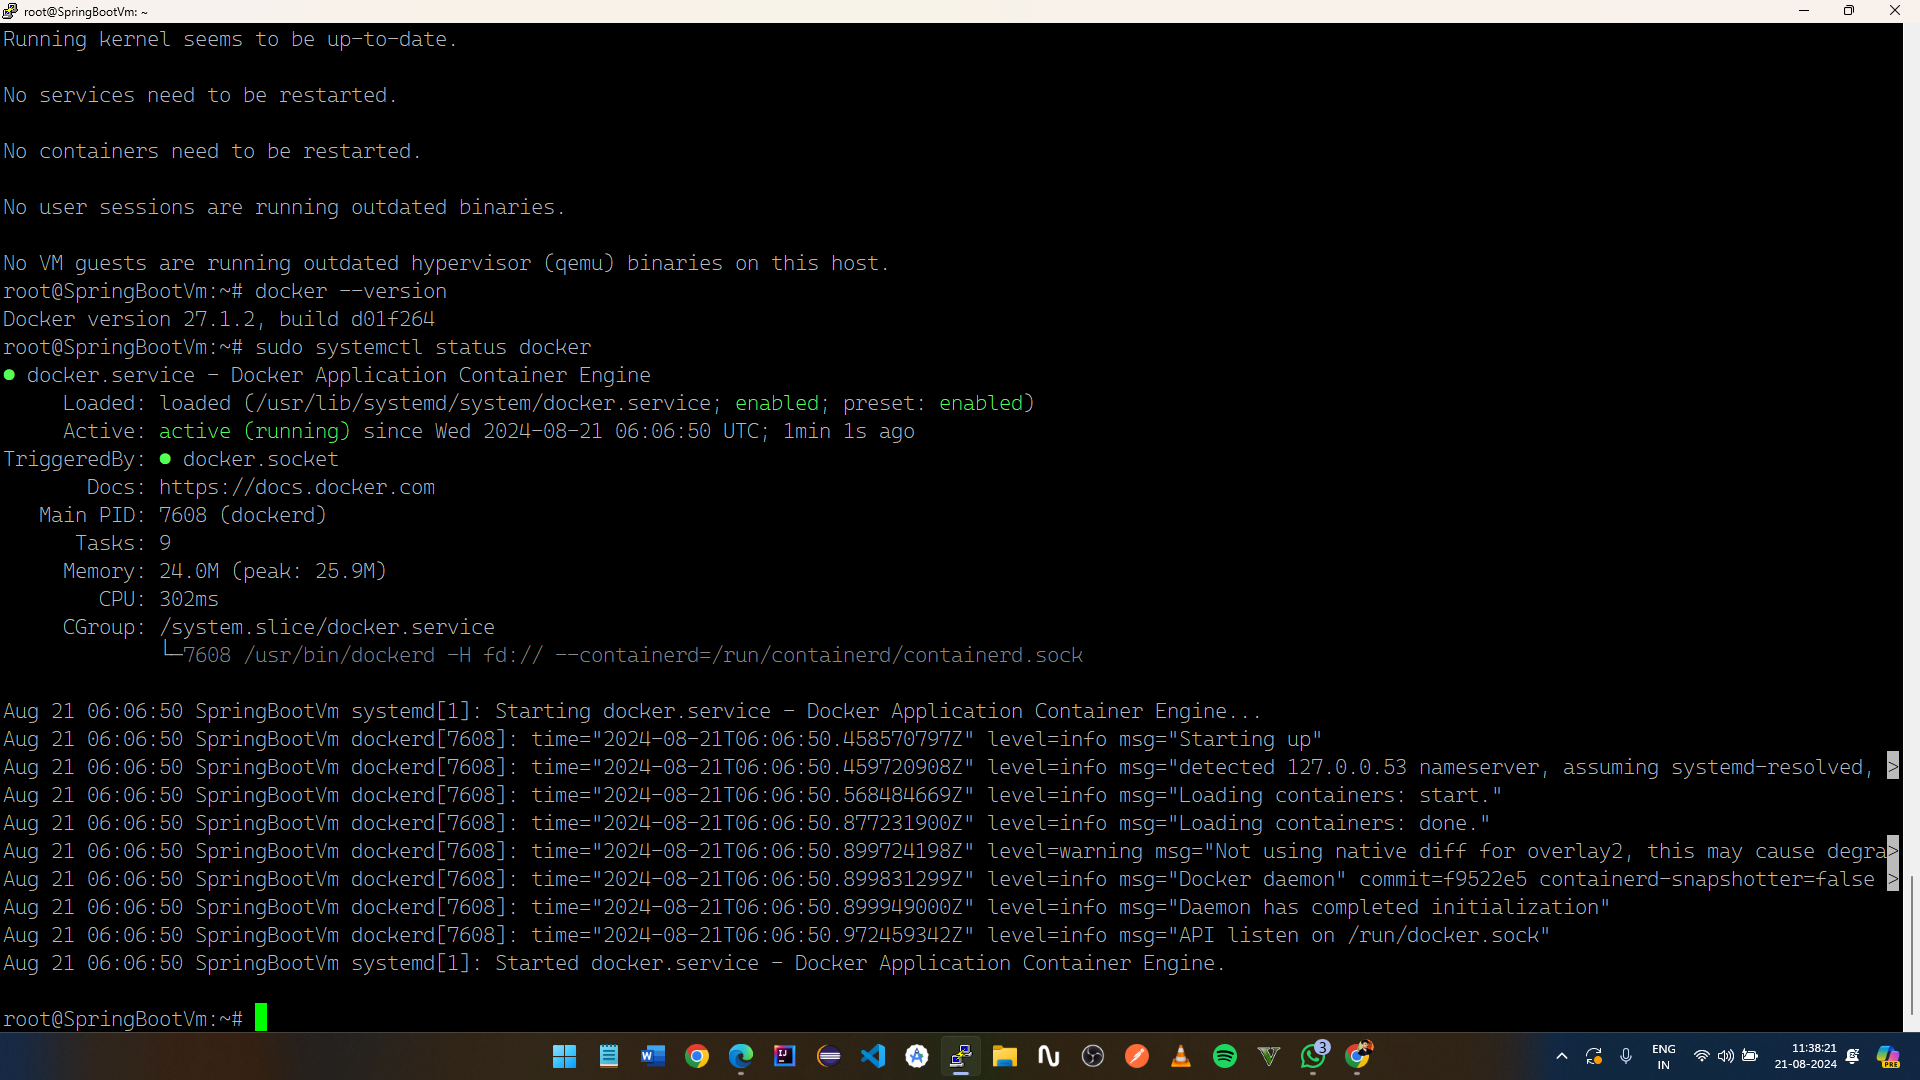 root@SpringBootVm: ~
Running kernel seems to be up-to-date.
No services need to be restarted.
No containers need to be restarted.
No user sessions are running outdated binaries.
No VM guests are running outdated hypervisor (qemu) binaries on this host.
root@SpringBootVm:~# docker --version
Docker version 27.1.2, build d01f264
root@SpringBootVm:~# sudo systemctl status docker
● docker.service - Docker Application Container Engine
Loaded: loaded (/usr/lib/systemd/system/docker.service; enabled; preset: enabled)
Active: active (running) since Wed 2024-08-21 06:06:50 UTC; 1min 1s ago
TriggeredBy: ● docker.socket
Docs: https://docs.docker.com
Main PID: 7608 (dockerd)
Tasks: 9
Memory: 24.0M (peak: 25.9M)
CPU: 302ms
CGroup: /system.slice/docker.service
└─7608 /usr/bin/dockerd -H fd:// --containerd=/run/containerd/containerd.sock
Aug 21 06:06:50 SpringBootVm systemd[1]: Starting docker.service - Docker Application Container Engine...
Aug 21 06:06:50 SpringBootVm dockerd[7608]: time="2024-08-21T06:06:50.458570797Z" level=info msg="Starting up"
Aug 21 06:06:50 SpringBootVm dockerd[7608]: time="2024-08-21T06:06:50.459720908Z" level=info msg="detected 127.0.0.53 nameserver, assuming systemd-resolved, >
Aug 21 06:06:50 SpringBootVm dockerd[7608]: time="2024-08-21T06:06:50.568484669Z" level=info msg="Loading containers: start."
Aug 21 06:06:50 SpringBootVm dockerd[7608]: time="2024-08-21T06:06:50.877231900Z" level=info msg="Loading containers: done."
Aug 21 06:06:50 SpringBootVm dockerd[7608]: time="2024-08-21T06:06:50.899724198Z" level=warning msg="Not using native diff for overlay2, this may cause degra>
Aug 21 06:06:50 SpringBootVm dockerd[7608]: time="2024-08-21T06:06:50.899831299Z" level=info msg="Docker daemon" commit=f9522e5 containerd-snapshotter=false >
Aug 21 06:06:50 SpringBootVm dockerd[7608]: time="2024-08-21T06:06:50.899949000Z" level=info msg="Daemon has completed initialization"
Aug 21 06:06:50 SpringBootVm dockerd[7608]: time="2024-08-21T06:06:50.972459342Z" level=info msg="API listen on /run/docker.sock"
Aug 21 06:06:50 SpringBootVm systemd[1]: Started docker.service - Docker Application Container Engine.
root@SpringBootVm:~#
3
ENG
IN
11:38:21
21-08-2024
PRE